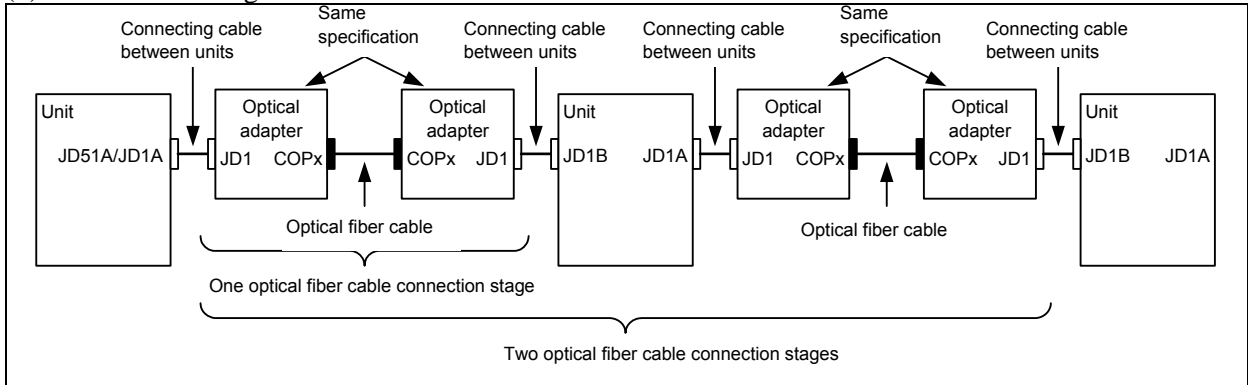 Connecting cable
between units
Same
specification
Connecting cable
between units
Connecting cable
between units
Same
specification
Connecting cable
between units
Unit
JD51A/JD1A
Optical
adapter
JD1 COPx
Optical
adapter
COPx JD1
Unit
JD1B JD1A
Optical
adapter
JD1 COPx
Optical
adapter
COPx JD1
Unit
JD1B JD1A
Optical fiber cable
Optical fiber cable
One optical fiber cable connection stage
Two optical fiber cable connection stages